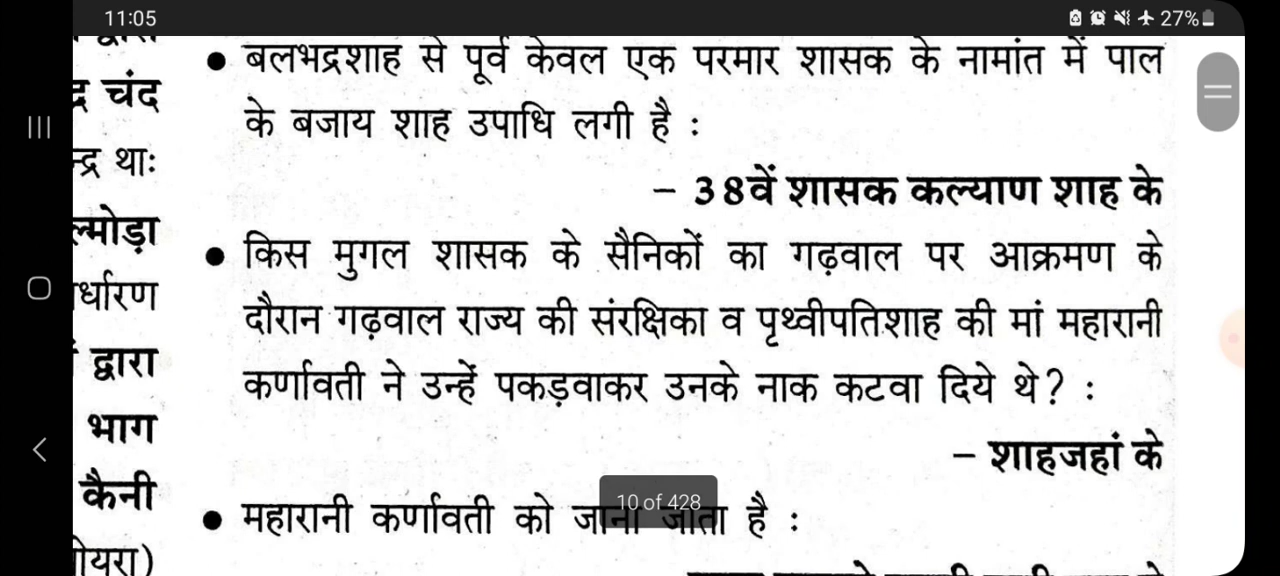 11:05
27%
द्र चंद
न्द्र थाः
ल्मोड़ा
र्धारण
द्वारा
भाग
कैनी
गेयरा)
● बलभद्रशाह से पूर्व केवल एक परमार शासक के नामांत में पाल
के बजाय शाह उपाधि लगी है :
– 38वें शासक कल्याण शाह के
● किस मुगल शासक के सैनिकों का गढ़वाल पर आक्रमण के
दौरान गढ़वाल राज्य की संरक्षिका व पृथ्वीपतिशाह की मां महारानी
कर्णावती ने उन्हें पकड़वाकर उनके नाक कटवा दिये थे? :
– शाहजहां के
10 of 428
● महारानी कर्णावती को जाना जाता है :